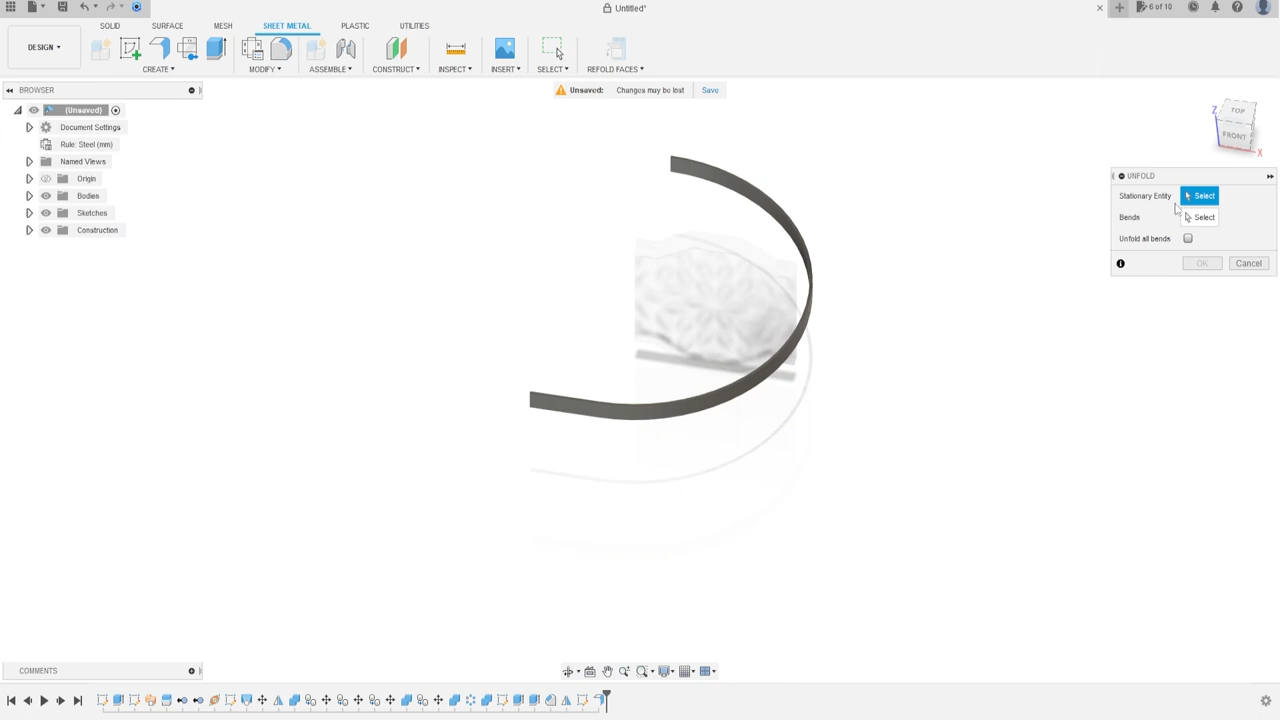 Untitled*
6 of 10
SOLID SURFACE MESH SHEET METAL PLASTIC UTILITIES
DESIGN
CREATE MODIFY ASSEMBLE CONSTRUCT INSPECT INSERT SELECT REFOLD FACES
BROWSER
Unsaved: Changes may be lost Save
(Unsaved)
Document Settings
Rule: Steel (mm)
Named Views
Origin
Bodies
Sketches
Construction
TOP
FRONT
Z
X
UNFOLD
Stationary Entity Select
Bends Select
Unfold all bends
OK Cancel
COMMENTS